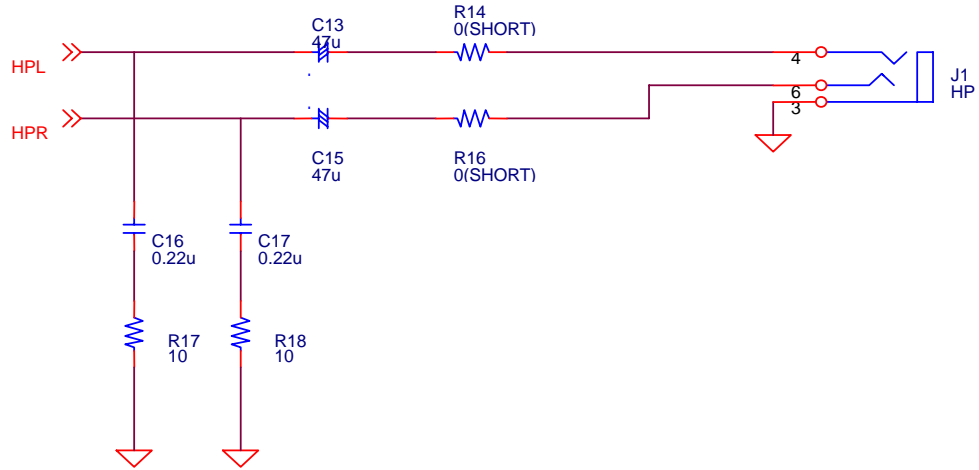 C13
47u
R14
0(SHORT)
HPL
4
J1
HP
6
3
HPR
C15
47u
R16
0(SHORT)
C16
0.22u
C17
0.22u
R17
10
R18
10